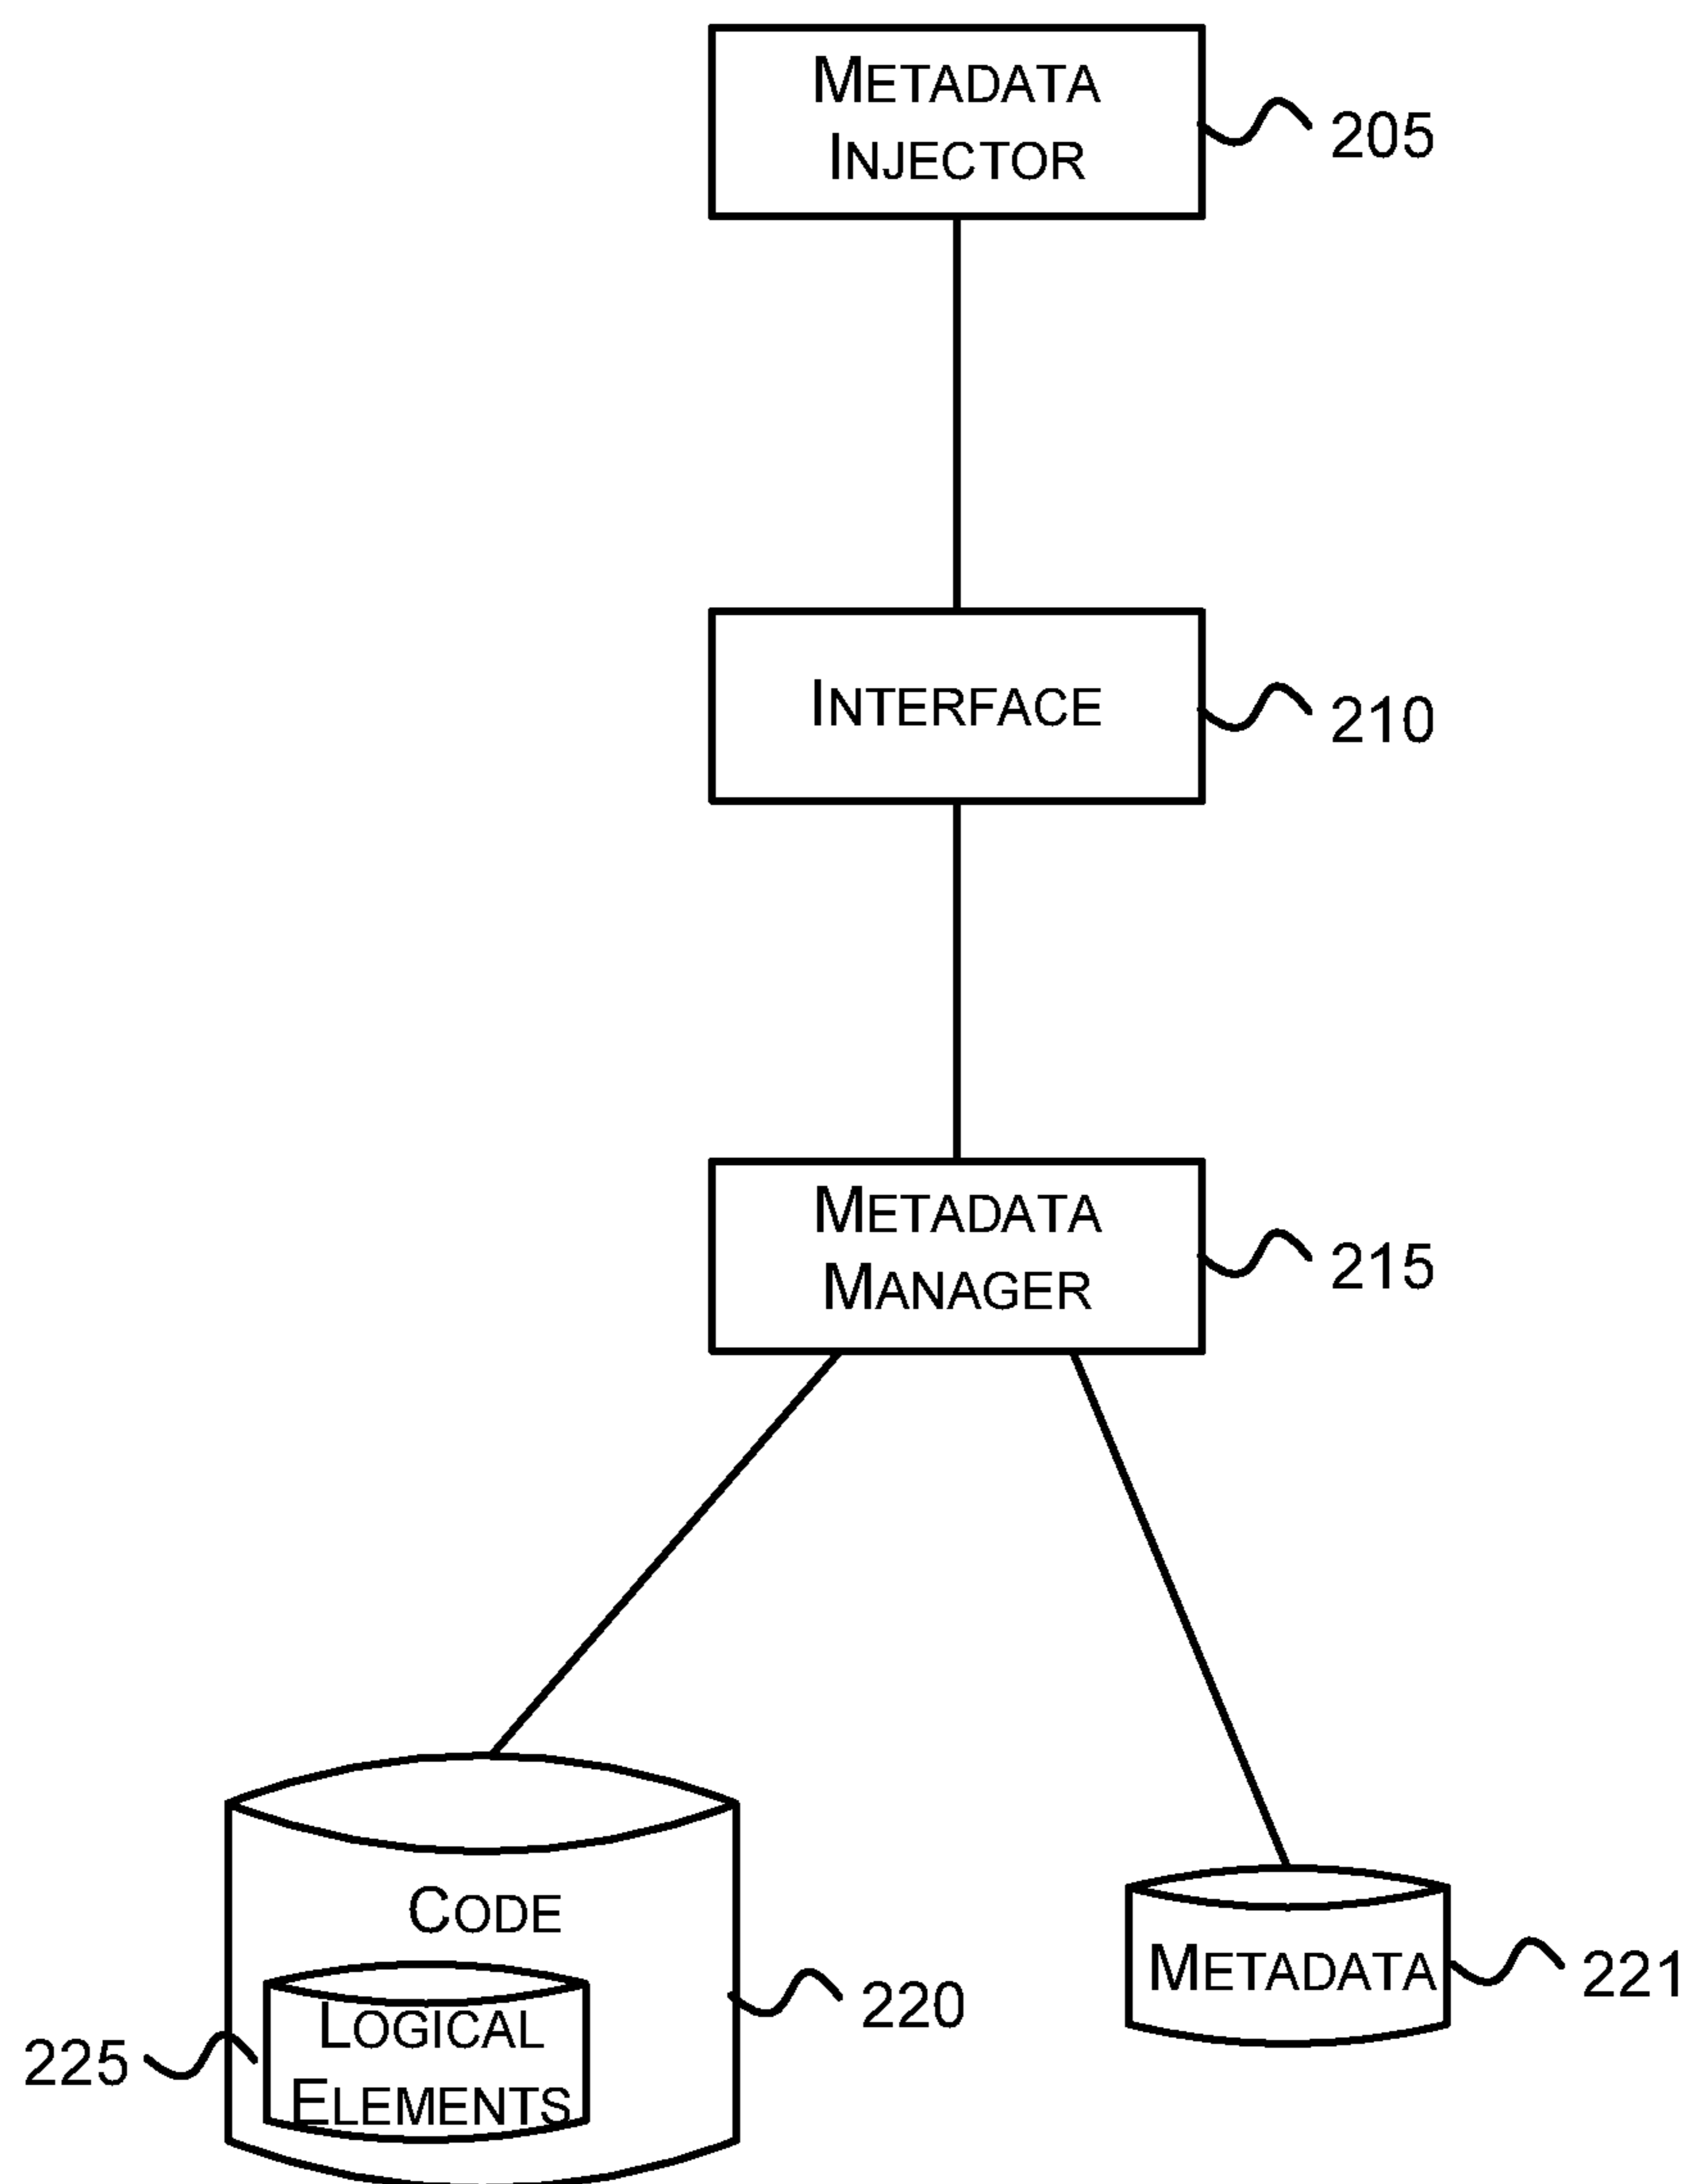 METADATA
INJECTOR
205
INTERFACE
210
METADATA
MANAGER
215
CODE
220
LOGICAL
ELEMENTS
225
METADATA
221